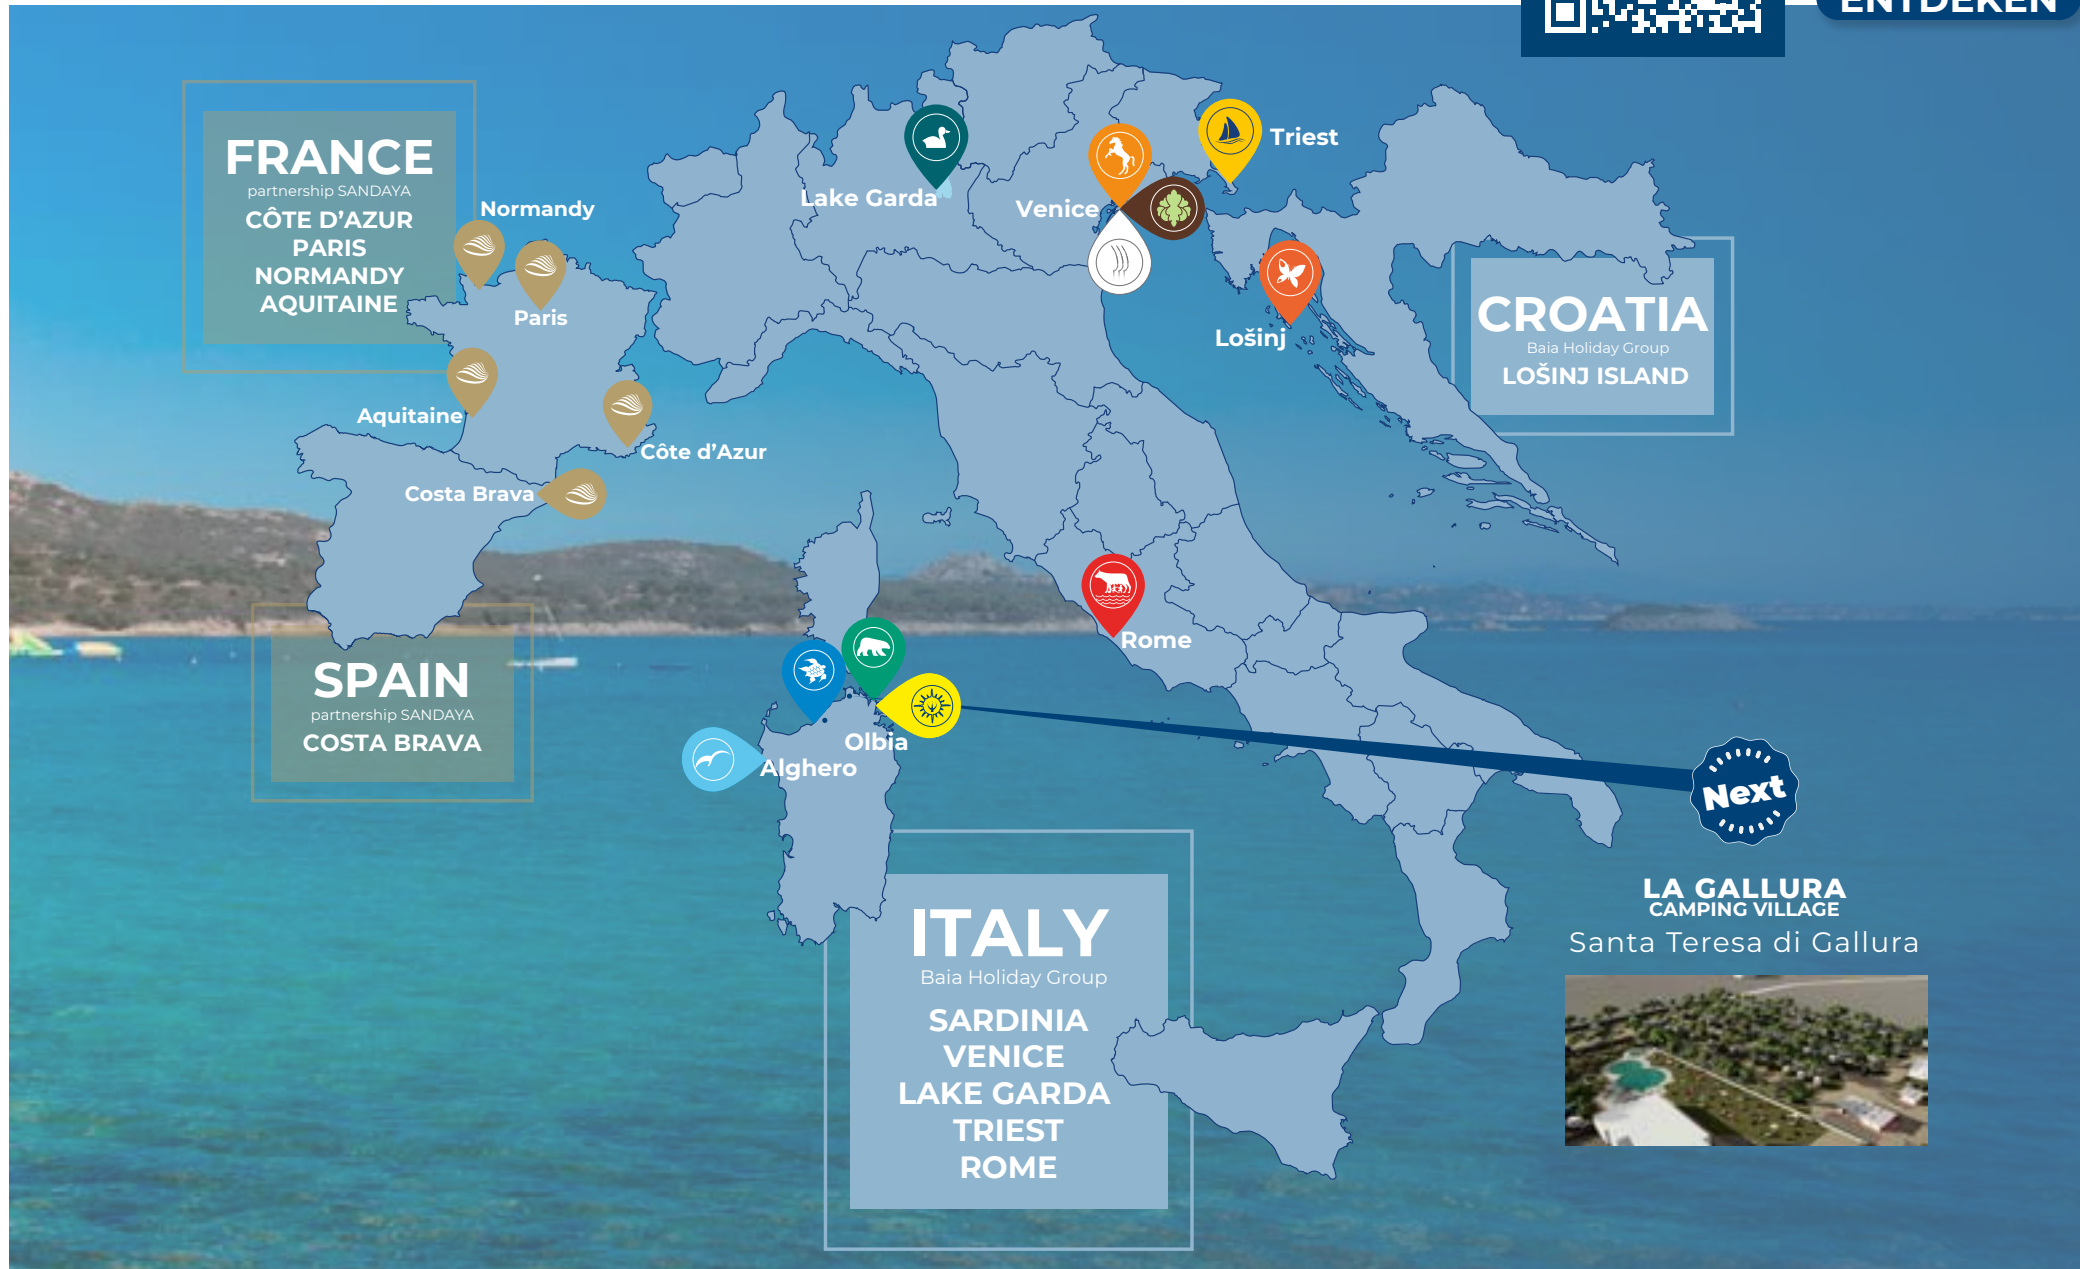 ENTDEKEN
FRANCE
partnership SANDAYA
CÔTE D'AZUR
PARIS
NORMANDY
AQUITAINE
Normandy
Paris
Aquitaine
Côte d'Azur
Costa Brava
SPAIN
partnership SANDAYA
COSTA BRAVA
Lake Garda
Venice
Triest
Lošinj
CROATIA
Baia Holiday Group
LOŠINJ ISLAND
Rome
Olbia
Alghero
ITALY
Baia Holiday Group
SARDINIA
VENICE
LAKE GARDA
TRIEST
ROME
Next
LA GALLURA
CAMPING VILLAGE
Santa Teresa di Gallura